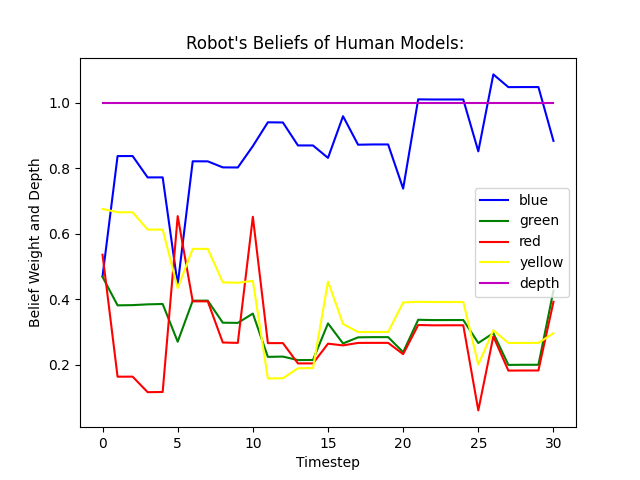 Robot's Beliefs of Human Models:
Belief Weight and Depth
1.0
0.8
0.6
0.4
0.2
blue
green
red
yellow
depth
0 5 10 15 20 25 30
Timestep